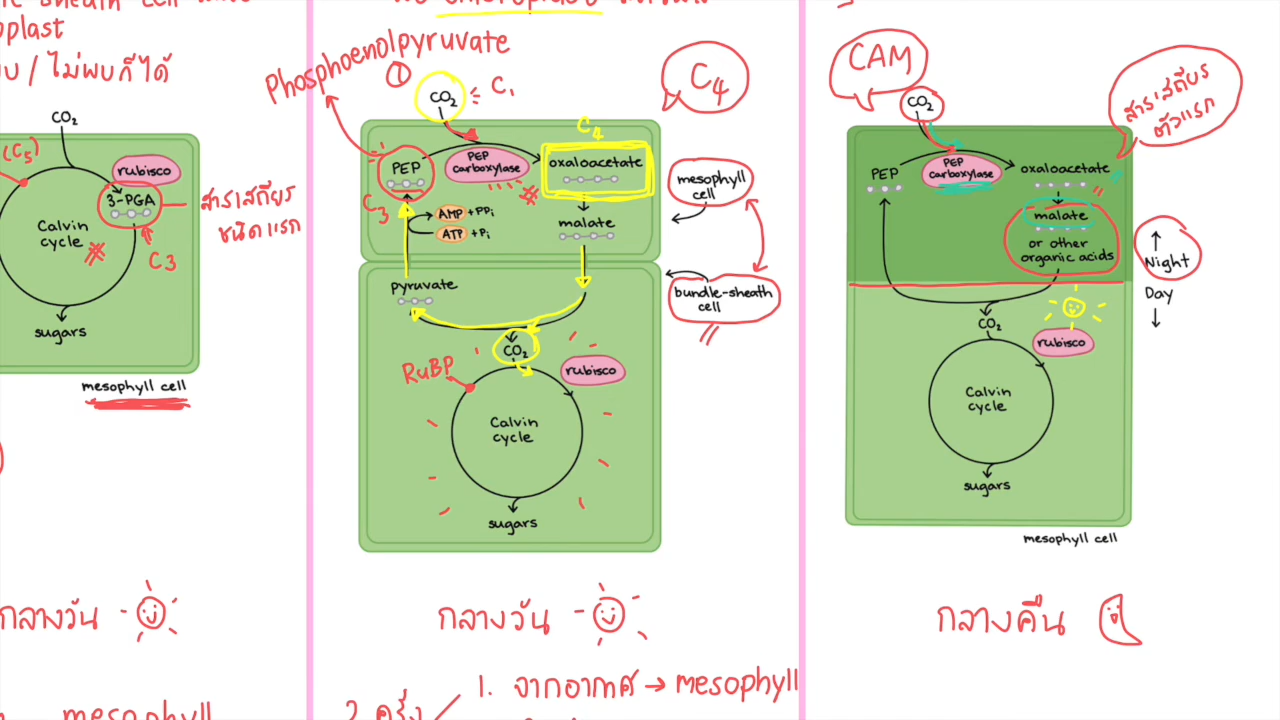 oplast
/ ไม่พบก็ได้
CO₂
(C₅)
rubisco
3-PGA
สารเสถียร
ชนิดแรก
C3
Calvin
cycle
sugars
mesophyll cell
กลางวัน
mesophyll
Phosphoenolpyruvate
①
CO₂
C₁
C₄
C₄
PEP
PEP
carboxylase
oxaloacetate
C₃
AMP +PPi
ATP +Pi
malate
mesophyll
cell
pyruvate
bundle-sheath
cell
CO₂
RuBP
rubisco
Calvin
cycle
sugars
กลางวัน
2 ครั้ง
1. จากอากาศ → mesophyll
CAM
CO₂
สารเสถียร
ตัวแรก
PEP
PEP
carboxylase
oxaloacetate
malate
or other
organic acids
↑
Night
Day
↓
CO₂
rubisco
Calvin
cycle
sugars
mesophyll cell
กลางคืน